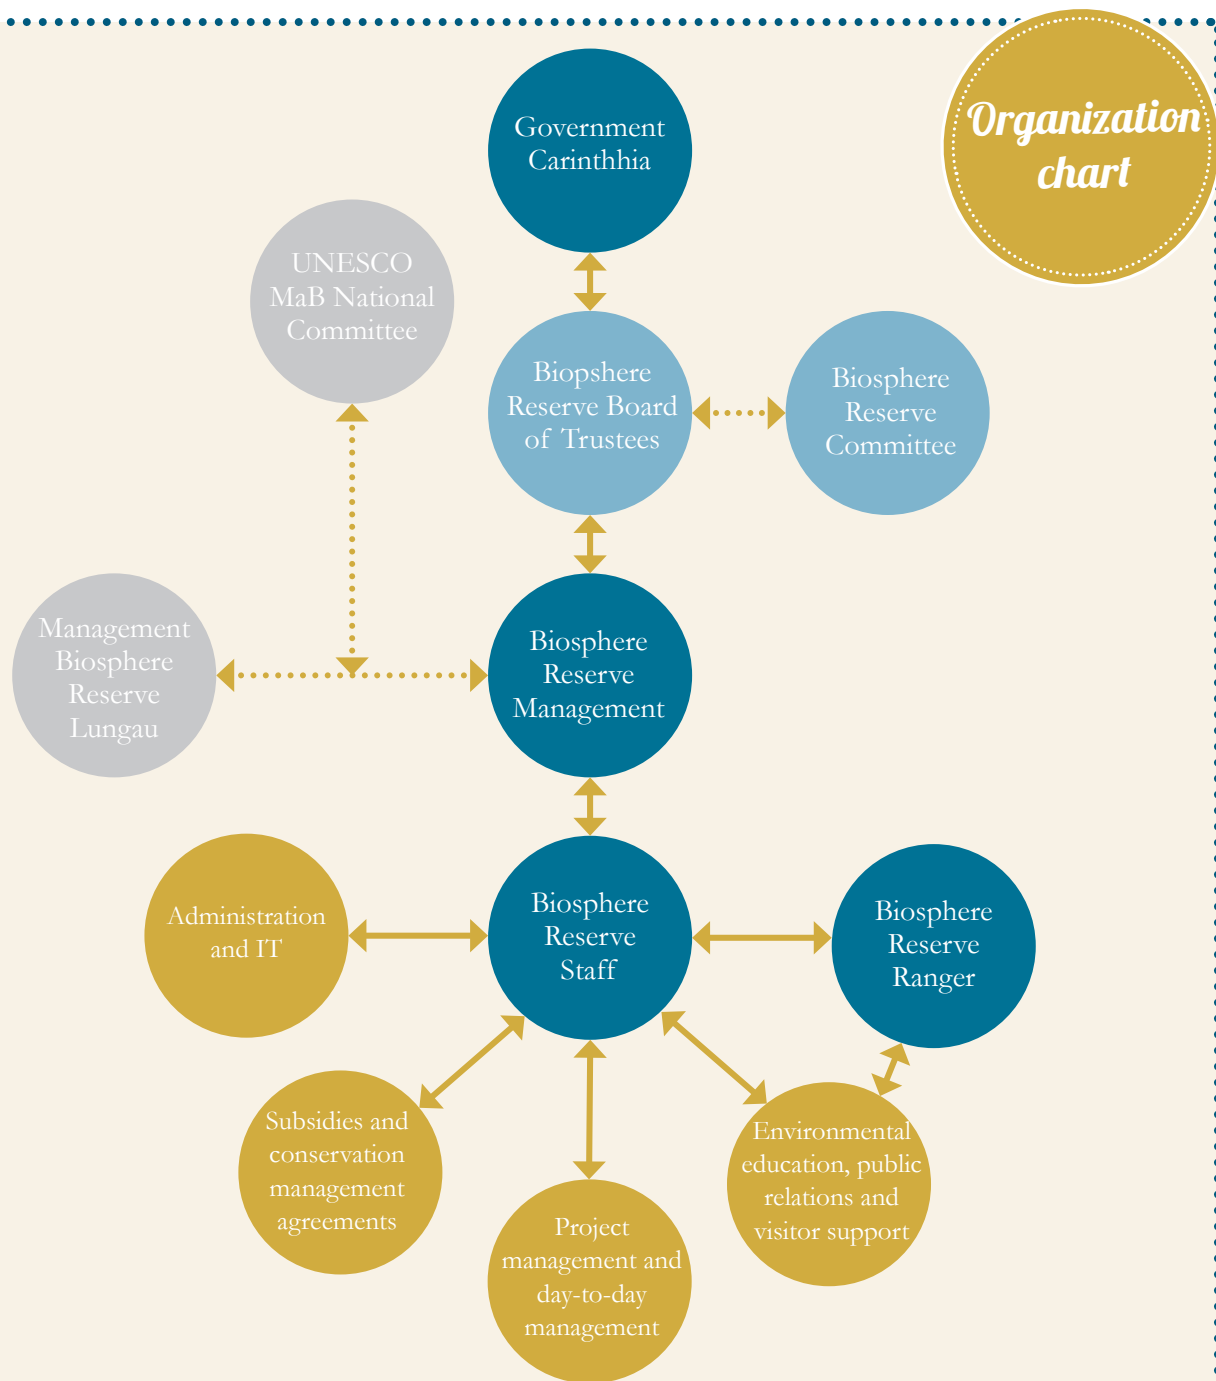 Organization
chart
Government
Carinthhia
UNESCO
MaB National
Committee
Biopshere
Reserve Board
of Trustees
Biosphere
Reserve
Committee
Management
Biosphere
Reserve
Lungau
Biosphere
Reserve
Management
Administration
and IT
Biosphere
Reserve
Staff
Biosphere
Reserve
Ranger
Subsidies and
conservation
management
agreements
Project
management and
day-to-day
management
Environmental
education, public
relations and
visitor support